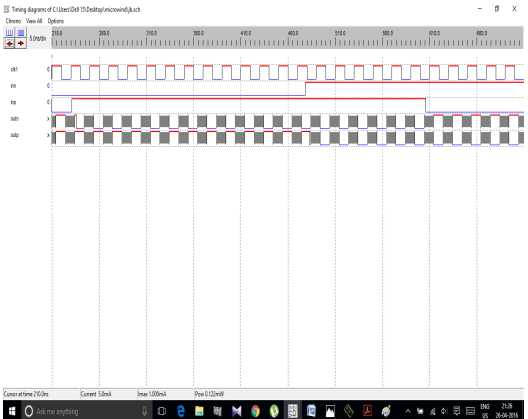 Timing diagrams of C:\Users\Dell 15\Desktop\microwind\jb.sch
Chrono View All Options
5.0ns/div
210.0 260.0 310.0 360.0 410.0 460.0 510.0 560.0 610.0 660.0
clk1 0
inn 0
inp 0
outn x
outp x
Cursor at time 210.0ns Current 5.0mA Imax 1.000mA Pow 0.122mW
Ask me anything
ENG 21:26
US 26-04-2016